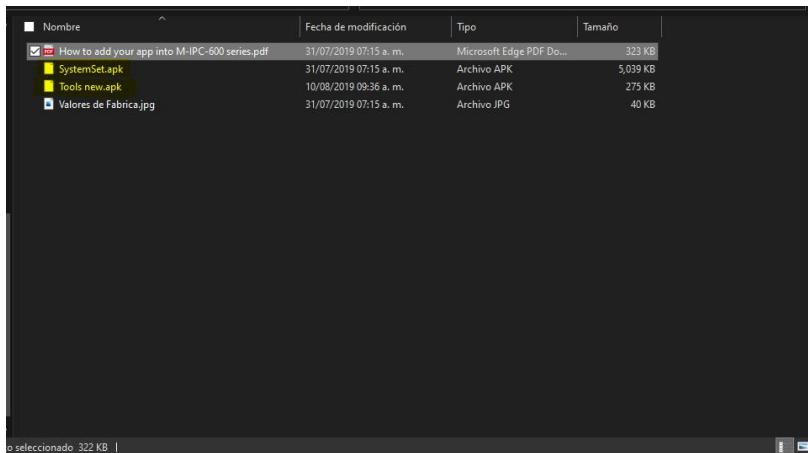 Nombre Fecha de modificación Tipo Tamaño
How to add your app into M-IPC-600 series.pdf 31/07/2019 07:15 a. m. Microsoft Edge PDF Do... 323 KB
SystemSet.apk 31/07/2019 07:15 a. m. Archivo APK 5,039 KB
Tools new.apk 10/08/2019 09:36 a. m. Archivo APK 275 KB
Valores de Fabrica.jpg 31/07/2019 07:15 a. m. Archivo JPG 40 KB
o seleccionado 322 KB